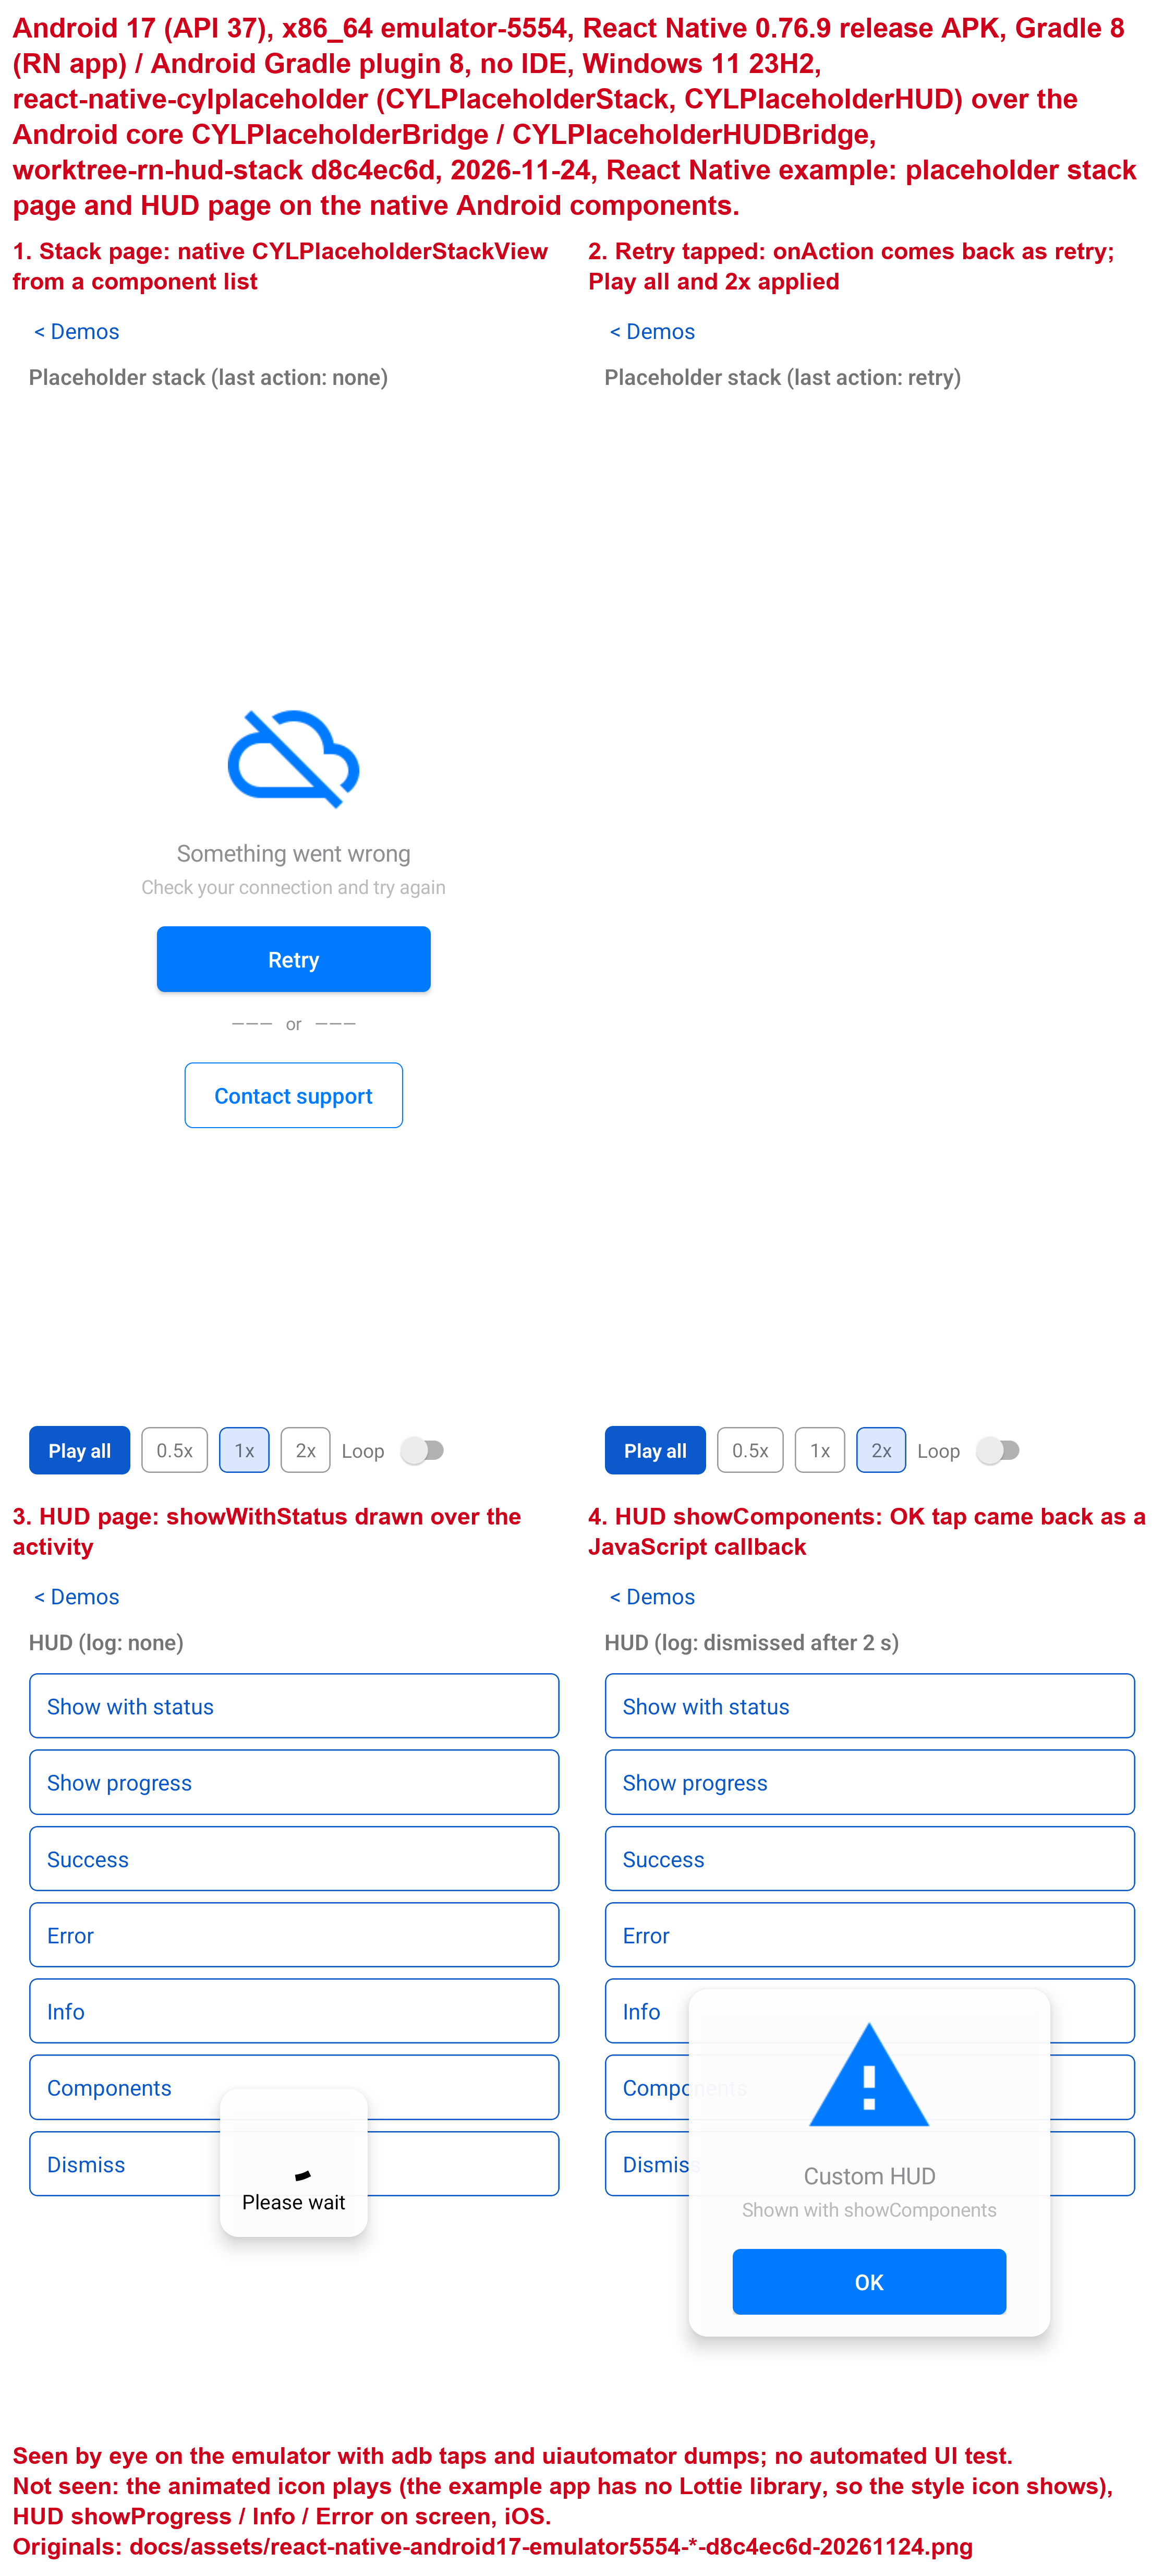 Android 17 (API 37), x86_64 emulator-5554, React Native 0.76.9 release APK, Gradle 8
(RN app) / Android Gradle plugin 8, no IDE, Windows 11 23H2,
react-native-cylplaceholder (CYLPlaceholderStack, CYLPlaceholderHUD) over the
Android core CYLPlaceholderBridge / CYLPlaceholderHUDBridge,
worktree-rn-hud-stack d8c4ec6d, 2026-11-24, React Native example: placeholder stack
page and HUD page on the native Android components.
1. Stack page: native CYLPlaceholderStackView
from a component list
< Demos
Placeholder stack (last action: none)
Something went wrong
Check your connection and try again
Retry
——— or ———
Contact support
Play all 0.5x 1x 2x Loop
2. Retry tapped: onAction comes back as retry;
Play all and 2x applied
< Demos
Placeholder stack (last action: retry)
Play all 0.5x 1x 2x Loop
3. HUD page: showWithStatus drawn over the
activity
< Demos
HUD (log: none)
Show with status
Show progress
Success
Error
Info
Components
Dismiss
Please wait
4. HUD showComponents: OK tap came back as a
JavaScript callback
< Demos
HUD (log: dismissed after 2 s)
Show with status
Show progress
Success
Error
Info
Components
Dismiss
Custom HUD
Shown with showComponents
OK
Seen by eye on the emulator with adb taps and uiautomator dumps; no automated UI test.
Not seen: the animated icon plays (the example app has no Lottie library, so the style icon shows),
HUD showProgress / Info / Error on screen, iOS.
Originals: docs/assets/react-native-android17-emulator5554-*-d8c4ec6d-20261124.png